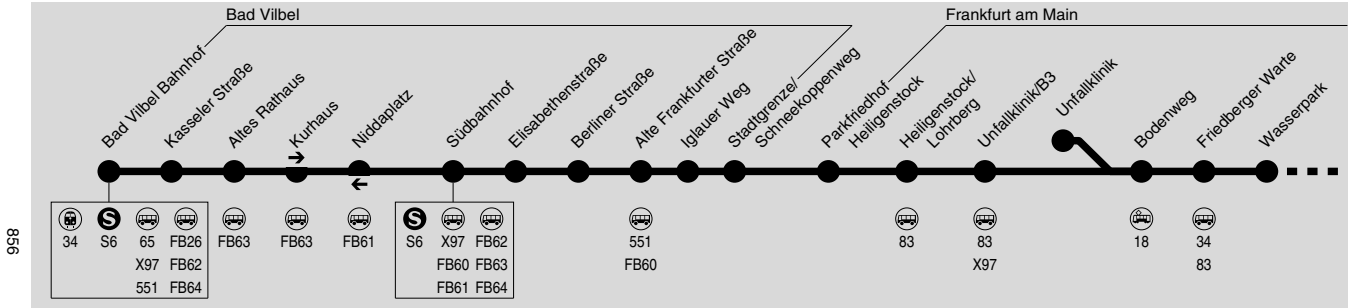 Bad Vilbel
Frankfurt am Main
Bad Vilbel Bahnhof
Kasseler Straße
Altes Rathaus
Kurhaus
Niddaplatz
Südbahnhof
Elisabethenstraße
Berliner Straße
Alte Frankfurter Straße
Iglauer Weg
Stadtgrenze/
Schneekoppenweg
Parkfriedhof
Heiligenstock
Heiligenstock/
Lohrberg
Unfallklinik/B3
Unfallklinik
Bodenweg
Friedberger Warte
Wasserpark
S S
34 S6 65 FB26 FB63 FB63 FB61 S6 X97 FB62 551 83 83 18 34
X97 FB62 FB60 FB63 FB60 X97 83
551 FB64 FB61 FB64
856